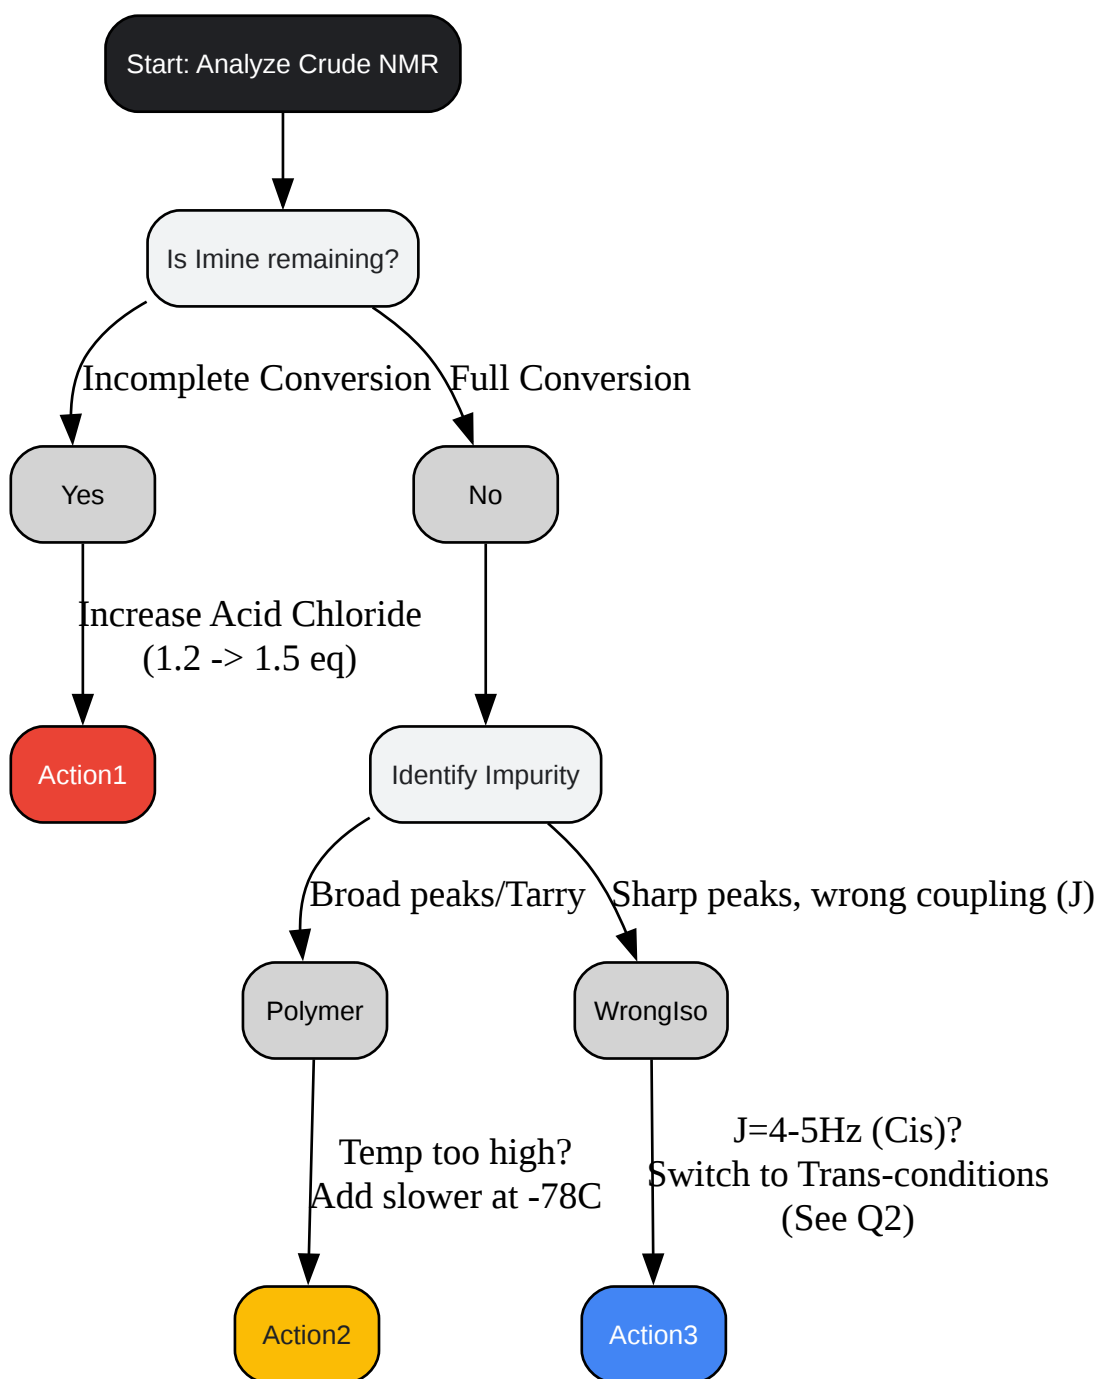 Start: Analyze Crude NMR
Is Imine remaining?
Incomplete Conversion
Full Conversion
Yes
No
Increase Acid Chloride
(1.2 -> 1.5 eq)
Action1
Identify Impurity
Broad peaks/Tarry
Sharp peaks, wrong coupling (J)
Polymer
WrongIso
Temp too high?
Add slower at -78C
J=4-5Hz (Cis)?
Switch to Trans-conditions
(See Q2)
Action2
Action3